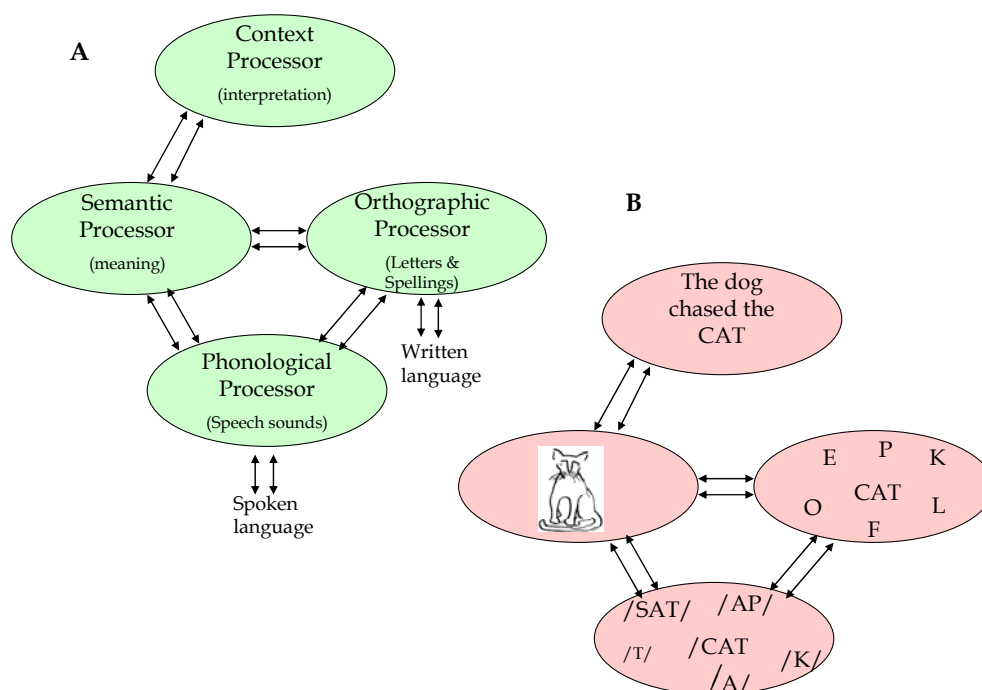 A
Context
Processor
(interpretation)
Semantic
Processor
(meaning)
Orthographic
Processor
(Letters &
Spellings)
Phonological
Processor
(Speech sounds)
Written
language
Spoken
language
B
The dog
chased the
CAT
E P K
CAT
O L
F
/SAT/ /AP/
/T/ /CAT /K/
/A/